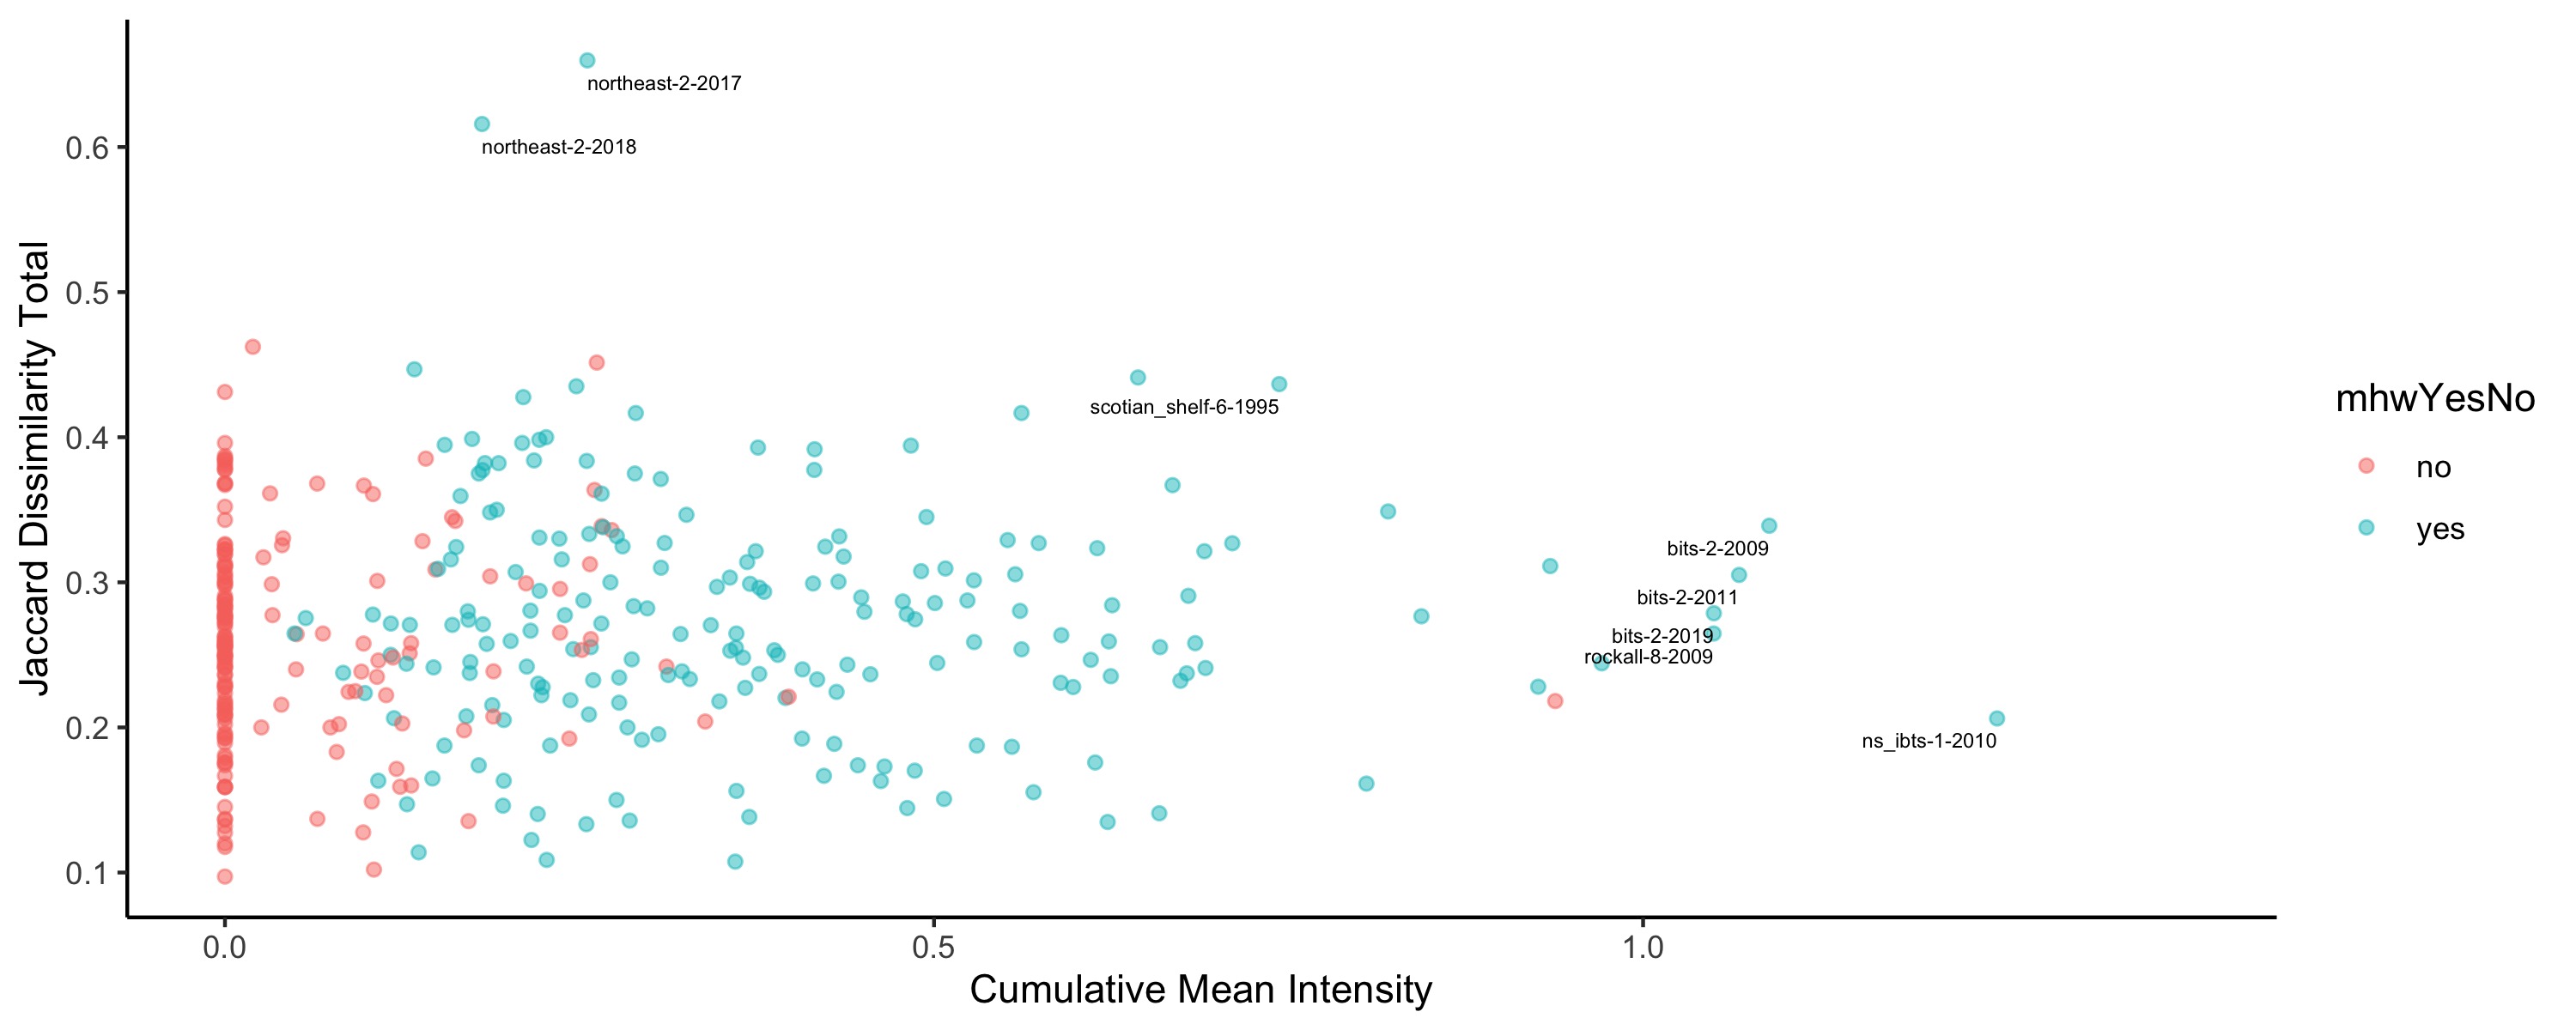 northeast-2-2017
northeast-2-2018
0.6
0.5
0.4
0.3
0.2
0.1
Jaccard Dissimilarity Total
scotian_shelf-6-1995
bits-2-2009
bits-2-2011
bits-2-2019
rockall-8-2009
ns_ibts-1-2010
0.0
0.5
1.0
Cumulative Mean Intensity
mhwYesNo
no
yes